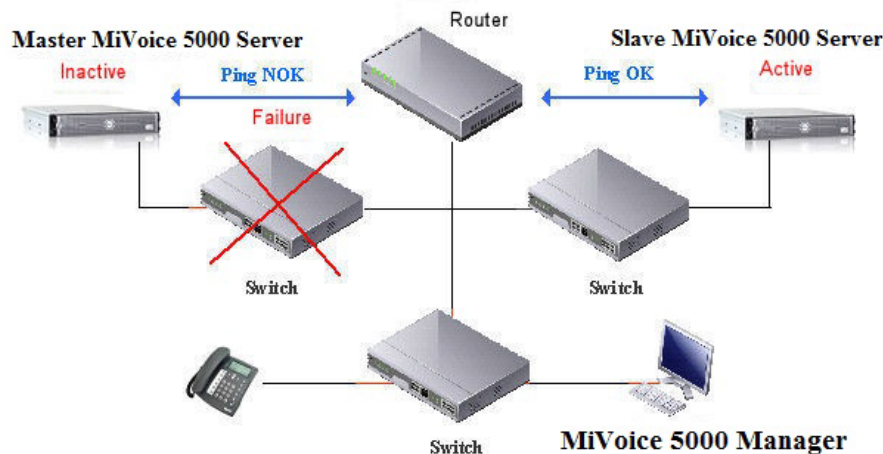 Router
Master MiVoice 5000 Server
Slave MiVoice 5000 Server
Inactive
Ping NOK
Ping OK
Active
Failure
Switch
Switch
Switch
MiVoice 5000 Manager